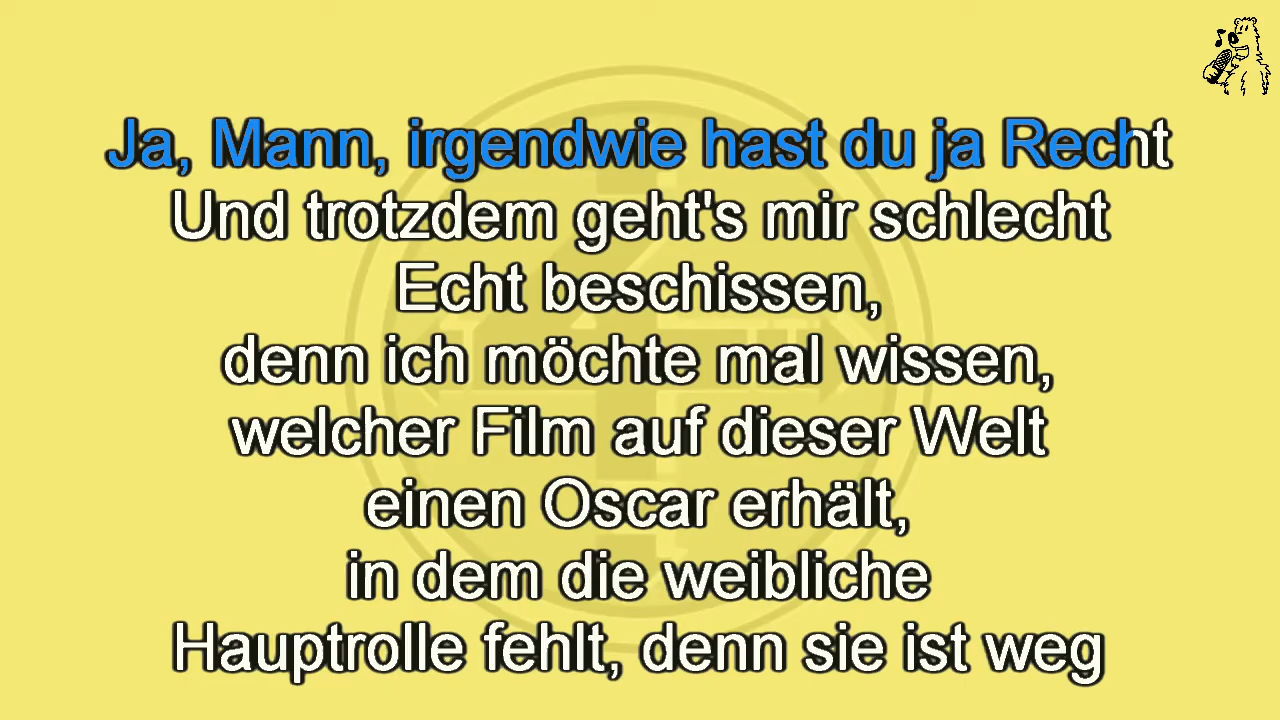 Ja, Mann, irgendwie hast du ja Recht
Und trotzdem geht's mir schlecht
Echt beschissen,
denn ich möchte mal wissen,
welcher Film auf dieser Welt
einen Oscar erhält,
in dem die weibliche
Hauptrolle fehlt, denn sie ist weg